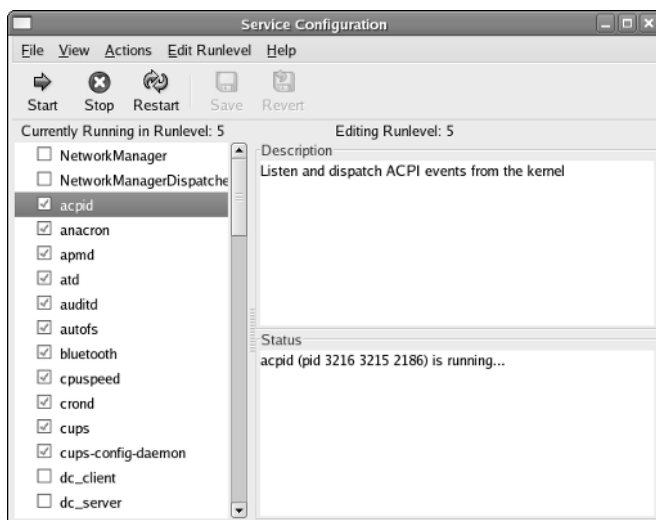 Service Configuration
File View Actions Edit Runlevel Help
Start Stop Restart Save Revert
Currently Running in Runlevel: 5 Editing Runlevel: 5
NetworkManager
NetworkManagerDispatche
acpid
anacron
apmd
atd
auditd
autofs
bluetooth
cpuspeed
crond
cups
cups-config-daemon
dc_client
dc_server
Description
Listen and dispatch ACPI events from the kernel
Status
acpid (pid 3216 3215 2186) is running...